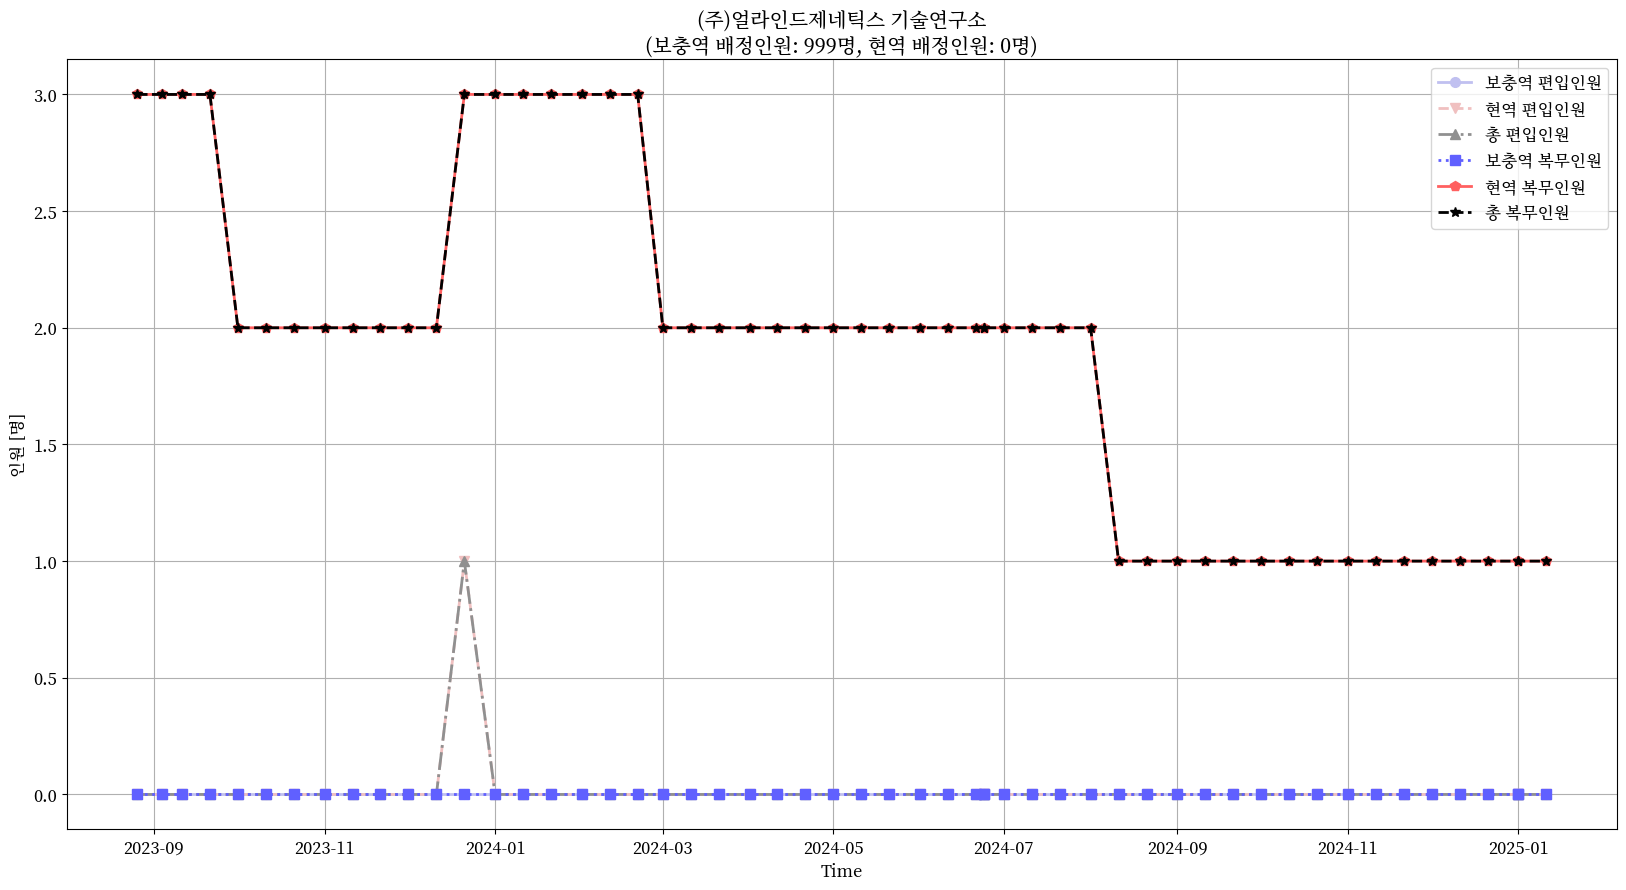 (주)얼라인드제네틱스 기술연구소
(보충역 배정인원: 999명, 현역 배정인원: 0명)
보충역 편입인원
현역 편입인원
총 편입인원
보충역 복무인원
현역 복무인원
총 복무인원
인원 [명]
3.0
2.5
2.0
1.5
1.0
0.5
0.0
2023-09 2023-11 2024-01 2024-03 2024-05 2024-07 2024-09 2024-11 2025-01
Time